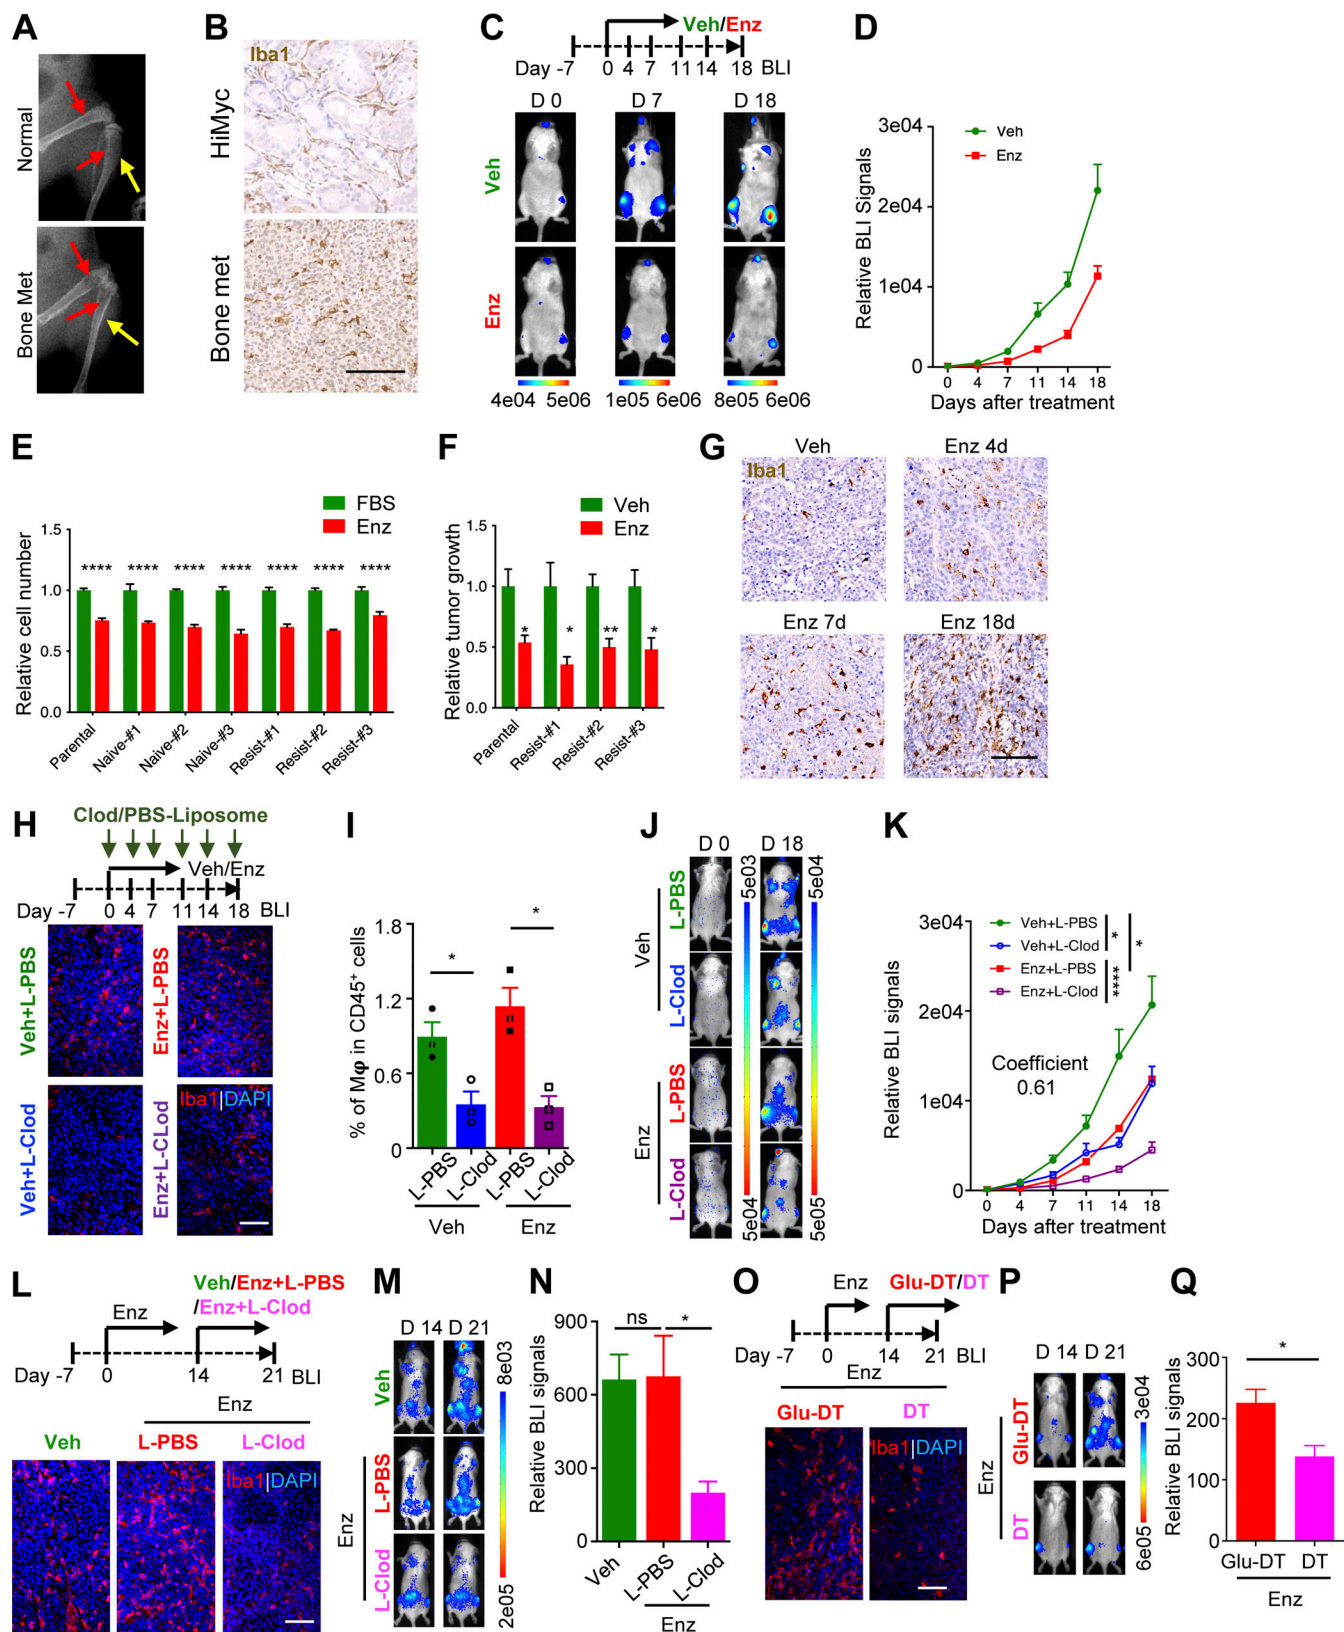 A
Normal
Bone Met
B
Iba1
HiMyc
Bone met
C
Veh/Enz
Day -7 0 4 7 11 14 18 BLI
D 0 D 7 D 18
Veh
Enz
4e04 5e06 1e05 6e06 8e05 6e06
D
Relative BLI Signals
3e04
2e04
1e04
0
Veh
Enz
0 4 7 11 14 18
Days after treatment
E
FBS
Enz
Relative cell number
1.5
1.0
0.5
0.0
**** **** **** **** **** **** ****
Parental Naive-#1 Naive-#2 Naive-#3 Resist-#1 Resist-#2 Resist-#3
F
Veh
Enz
Relative tumor growth
1.5
1.0
0.5
0.0
* * ** *
Parental Resist-#1 Resist-#2 Resist-#3
G
Veh Enz 4d
Iba1
Enz 7d Enz 18d
H
Clod/PBS-Liposome
Veh/Enz
Day -7 0 4 7 11 14 18 BLI
Veh+L-PBS
Enz+L-PBS
Veh+L-Clod
Enz+L-CLod
Iba1|DAPI
I
% of Mφ in CD45⁺ cells
1.8
1.2
0.6
0
* *
L-PBS L-Clod L-PBS L-Clod
Veh Enz
J
D 0 D 18
Veh
L-PBS
L-Clod
Enz
L-PBS
L-Clod
5e03
5e04
5e04
5e05
K
Relative BLI signals
3e04
2e04
1e04
0
Veh+L-PBS
Veh+L-Clod
Enz+L-PBS
Enz+L-Clod
*
****
*
Coefficient
0.61
0 4 7 11 14 18
Days after treatment
L
Veh/Enz+L-PBS
/Enz+L-Clod
Enz
Day -7 0 14 21 BLI
Enz
Veh L-PBS L-Clod
Iba1|DAPI
M
D 14 D 21
Veh
Enz
L-PBS
L-Clod
8e03
2e05
N
Relative BLI signals
900
600
300
0
ns *
Veh L-PBS L-Clod
Enz
O
Enz Glu-DT/DT
Day -7 0 14 21 BLI
Enz
Glu-DT DT
Iba1|DAPI
P
D 14 D 21
Enz
Glu-DT
DT
3e04
6e05
Q
Relative BLI signals
300
200
100
0
*
Glu-DT DT
Enz